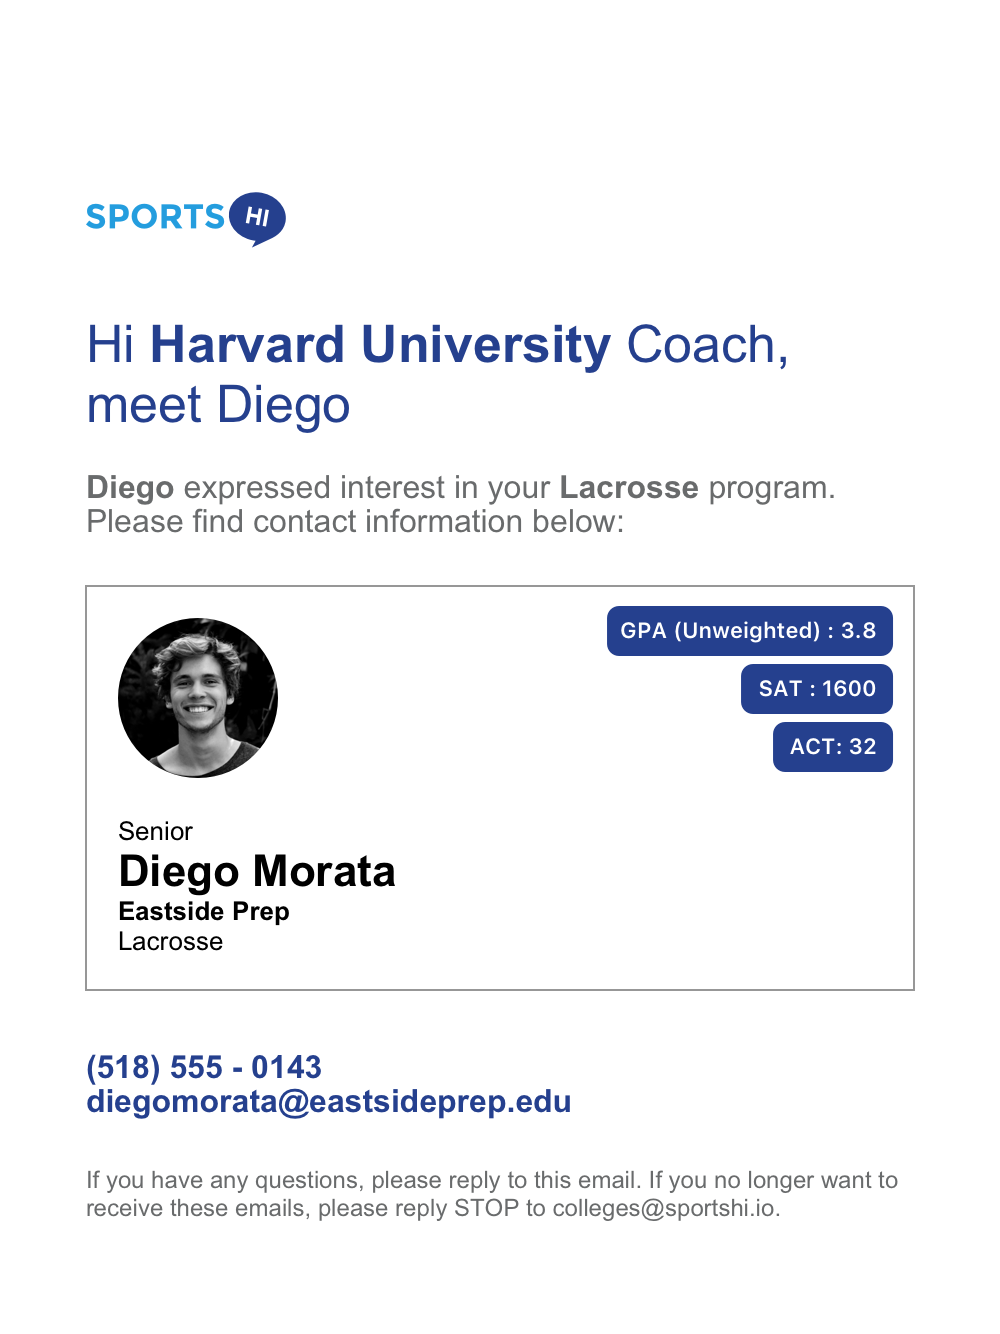 SPORTS HI
Hi Harvard University Coach,
meet Diego
Diego expressed interest in your Lacrosse program.
Please find contact information below:
GPA (Unweighted) : 3.8
SAT : 1600
ACT: 32
Senior
Diego Morata
Eastside Prep
Lacrosse
(518) 555 - 0143
diegomorata@eastsideprep.edu
If you have any questions, please reply to this email. If you no longer want to
receive these emails, please reply STOP to colleges@sportshi.io.